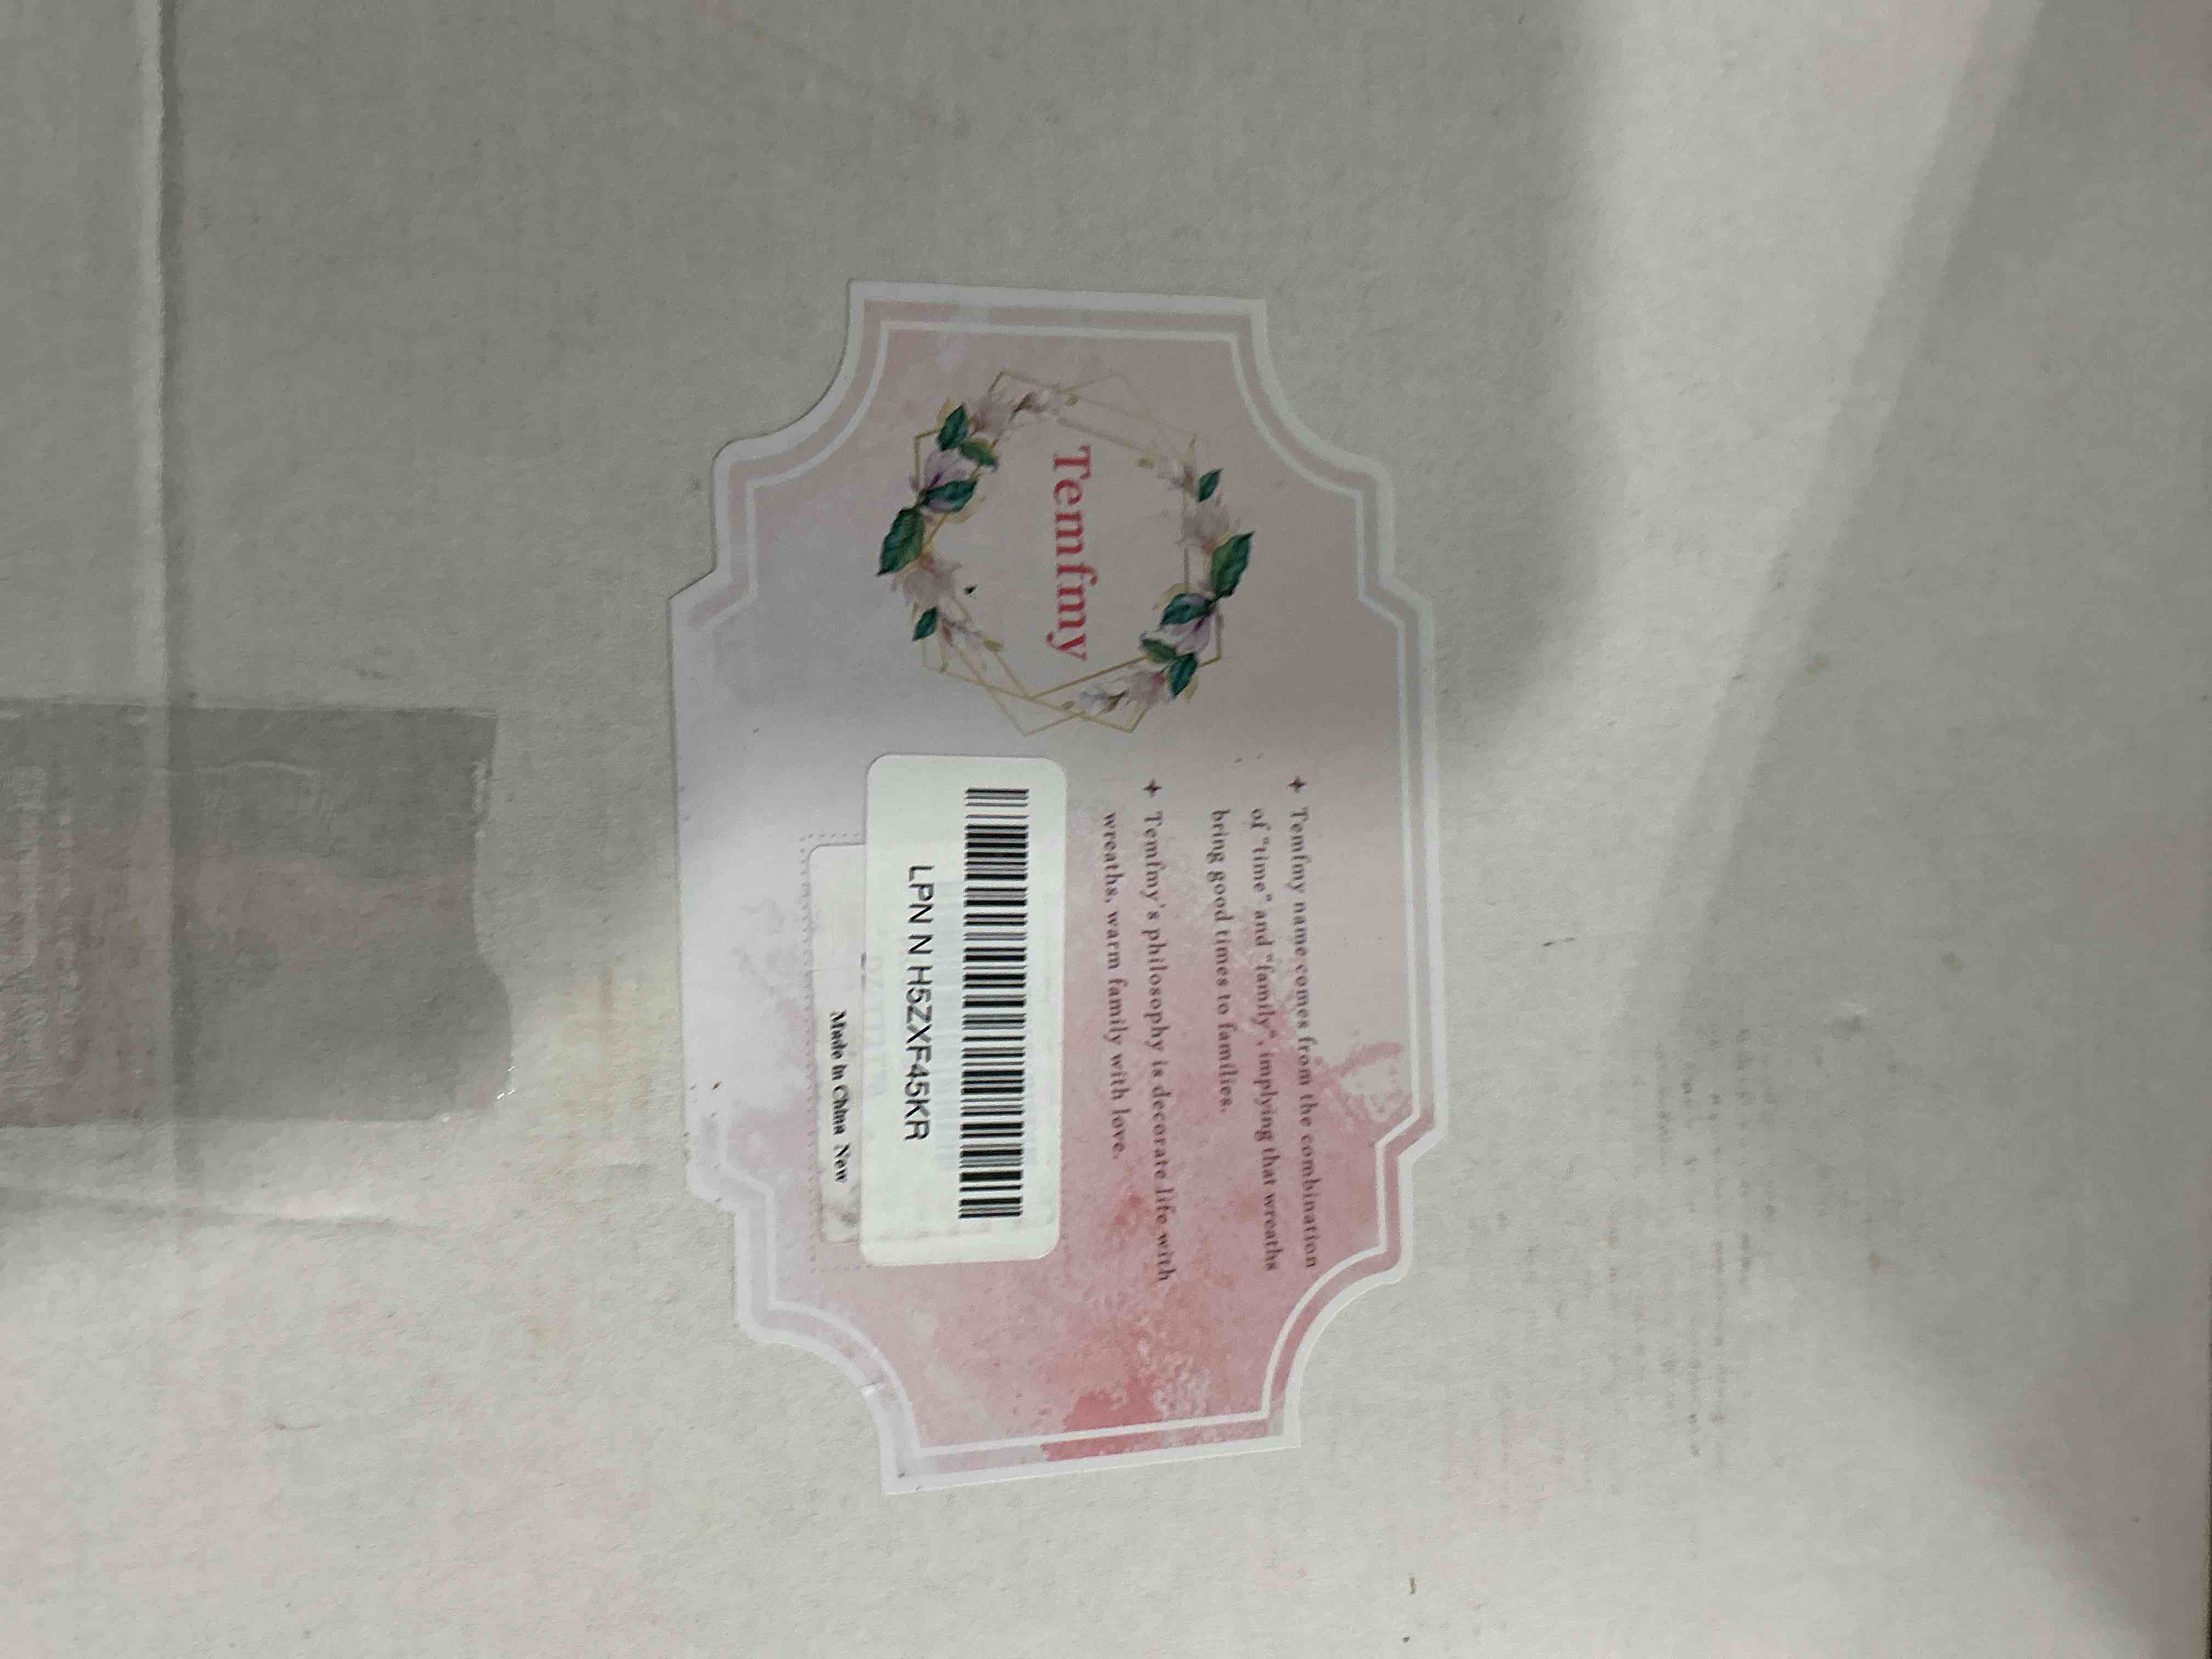 Temfmy
✦ Temfmy name comes from the combination
of "time" and "family", implying that wreaths
bring good times to families.
✦ Temfmy's philosophy is decorate life with
wreaths, warm family with love.
LPN N H5ZXF45KR
Made in China New